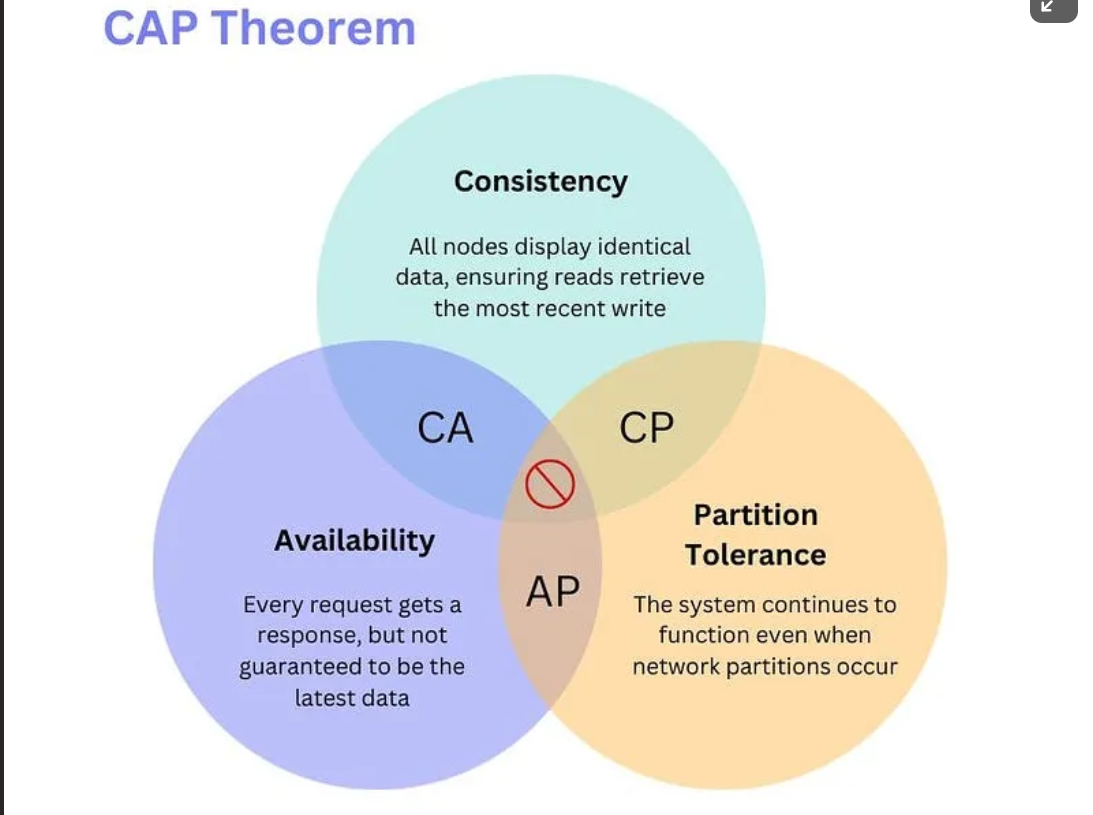 CAP Theorem
Consistency
All nodes display identical
data, ensuring reads retrieve
the most recent write
CA
CP
Availability
Every request gets a
response, but not
guaranteed to be the
latest data
AP
Partition
Tolerance
The system continues to
function even when
network partitions occur